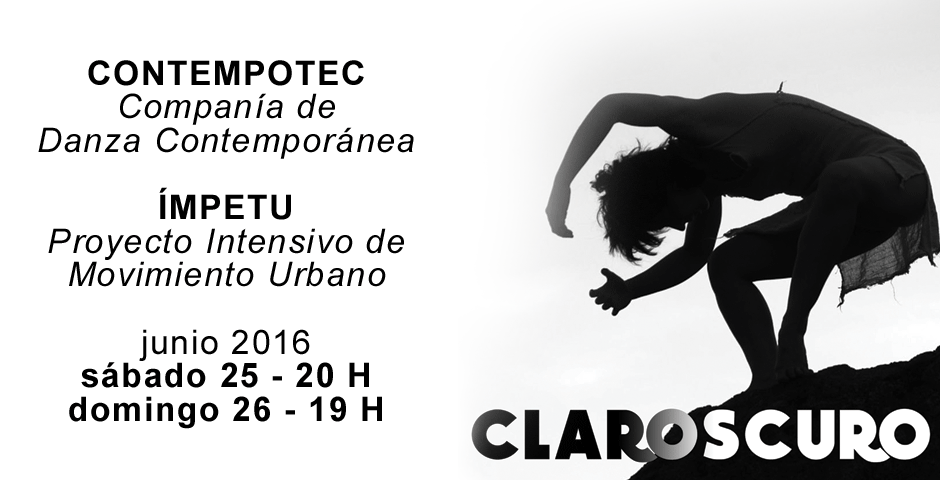 CONTEMPOTEC
Companía de
Danza Contemporánea
ÍMPETU
Proyecto Intensivo de
Movimiento Urbano
junio 2016
sábado 25 - 20 H
domingo 26 - 19 H
CLAROSCURO